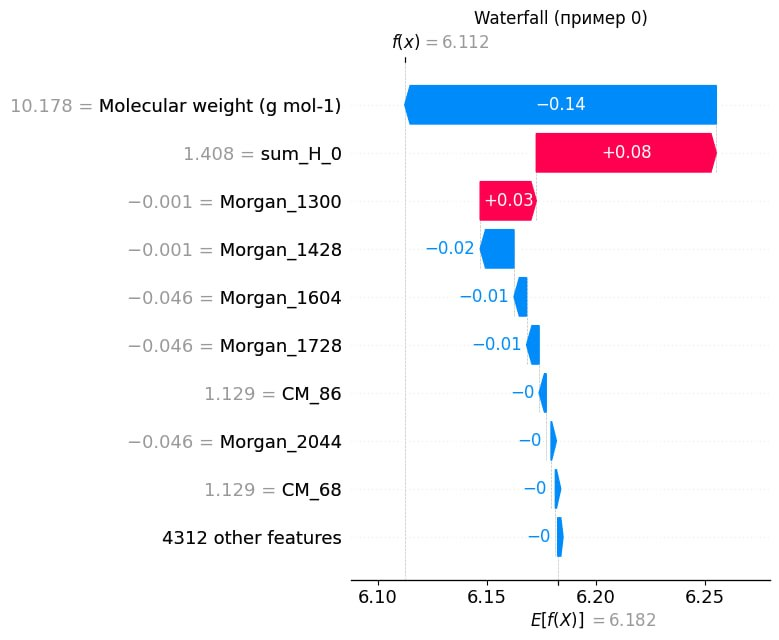 Waterfall (пример 0)
f(x) = 6.112
10.178 = Molecular weight (g mol-1)
−0.14
1.408 = sum_H_0
+0.08
−0.001 = Morgan_1300
+0.03
−0.001 = Morgan_1428
−0.02
−0.046 = Morgan_1604
−0.01
−0.046 = Morgan_1728
−0.01
1.129 = CM_86
−0
−0.046 = Morgan_2044
−0
1.129 = CM_68
−0
4312 other features
−0
6.10 6.15 6.20 6.25
E[f(X)] = 6.182